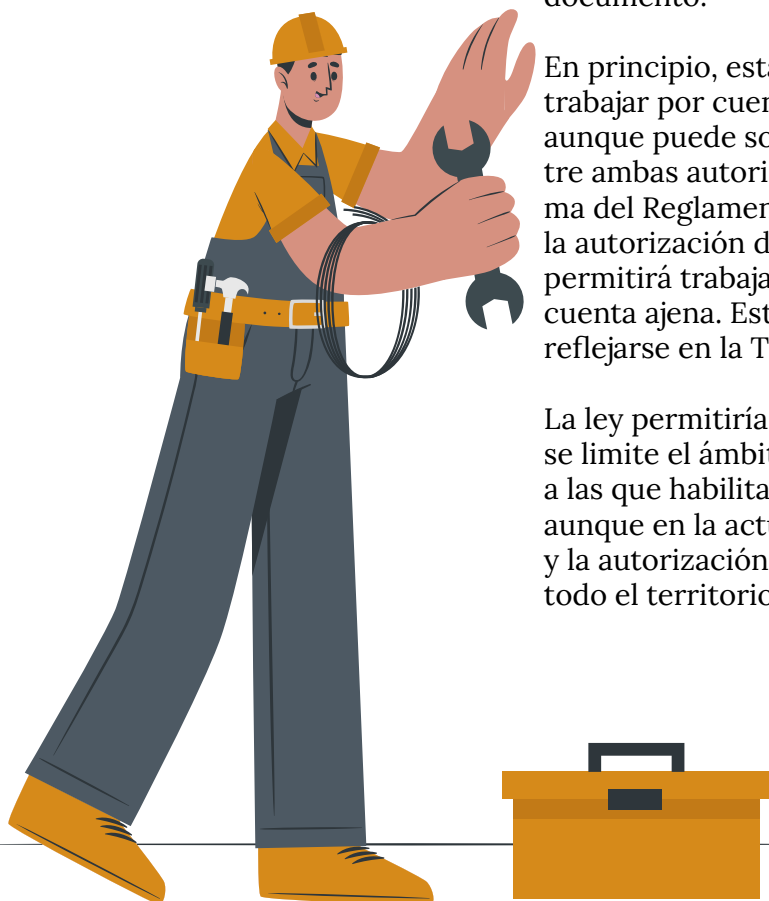 documento.
En principio, est
trabajar por cuen
aunque puede so
tre ambas autori
ma del Reglamen
la autorización d
permitirá trabaja
cuenta ajena. Est
reflejarse en la T
La ley permitiría
se limite el ámbi
a las que habilita
aunque en la actu
y la autorización
todo el territorio